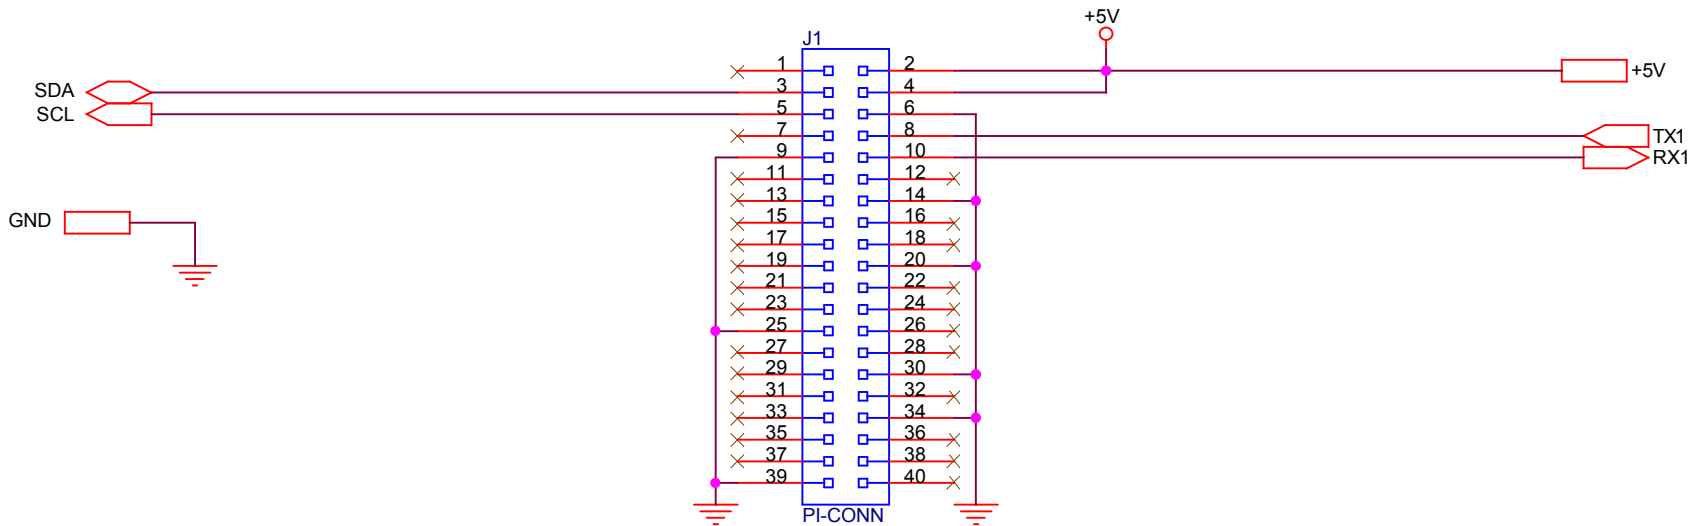 +5V
J1
1 2 +5V
SDA 3 4
SCL 5 6
7 8 TX1
9 10 RX1
11 12
13 14
GND 15 16
17 18
19 20
21 22
23 24
25 26
27 28
29 30
31 32
33 34
35 36
37 38
39 40
PI-CONN